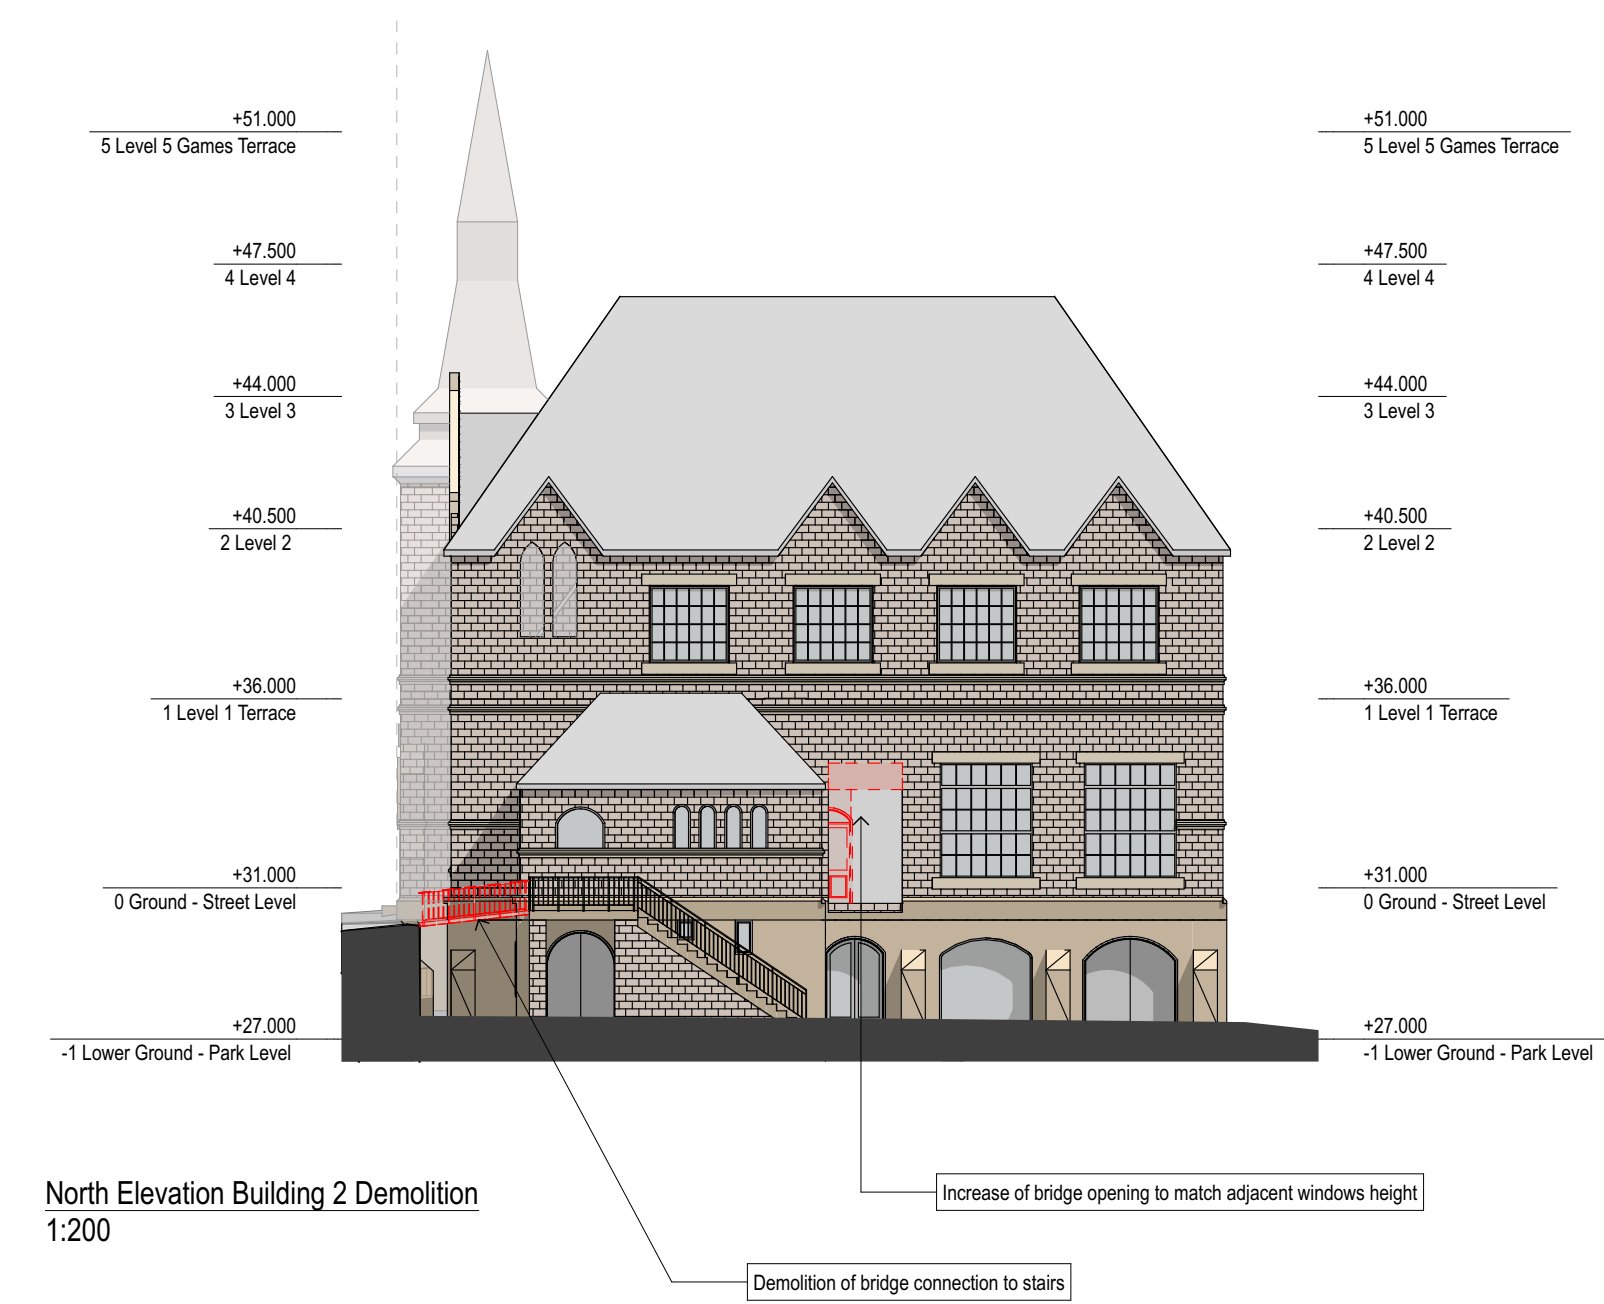 +51.000
5 Level 5 Games Terrace
+51.000
5 Level 5 Games Terrace
+47.500
4 Level 4
+47.500
4 Level 4
+44.000
3 Level 3
+44.000
3 Level 3
+40.500
2 Level 2
+40.500
2 Level 2
+36.000
1 Level 1 Terrace
+36.000
1 Level 1 Terrace
+31.000
0 Ground - Street Level
+31.000
0 Ground - Street Level
+27.000
-1 Lower Ground - Park Level
+27.000
-1 Lower Ground - Park Level
North Elevation Building 2 Demolition
1:200
Increase of bridge opening to match adjacent windows height
Demolition of bridge connection to stairs